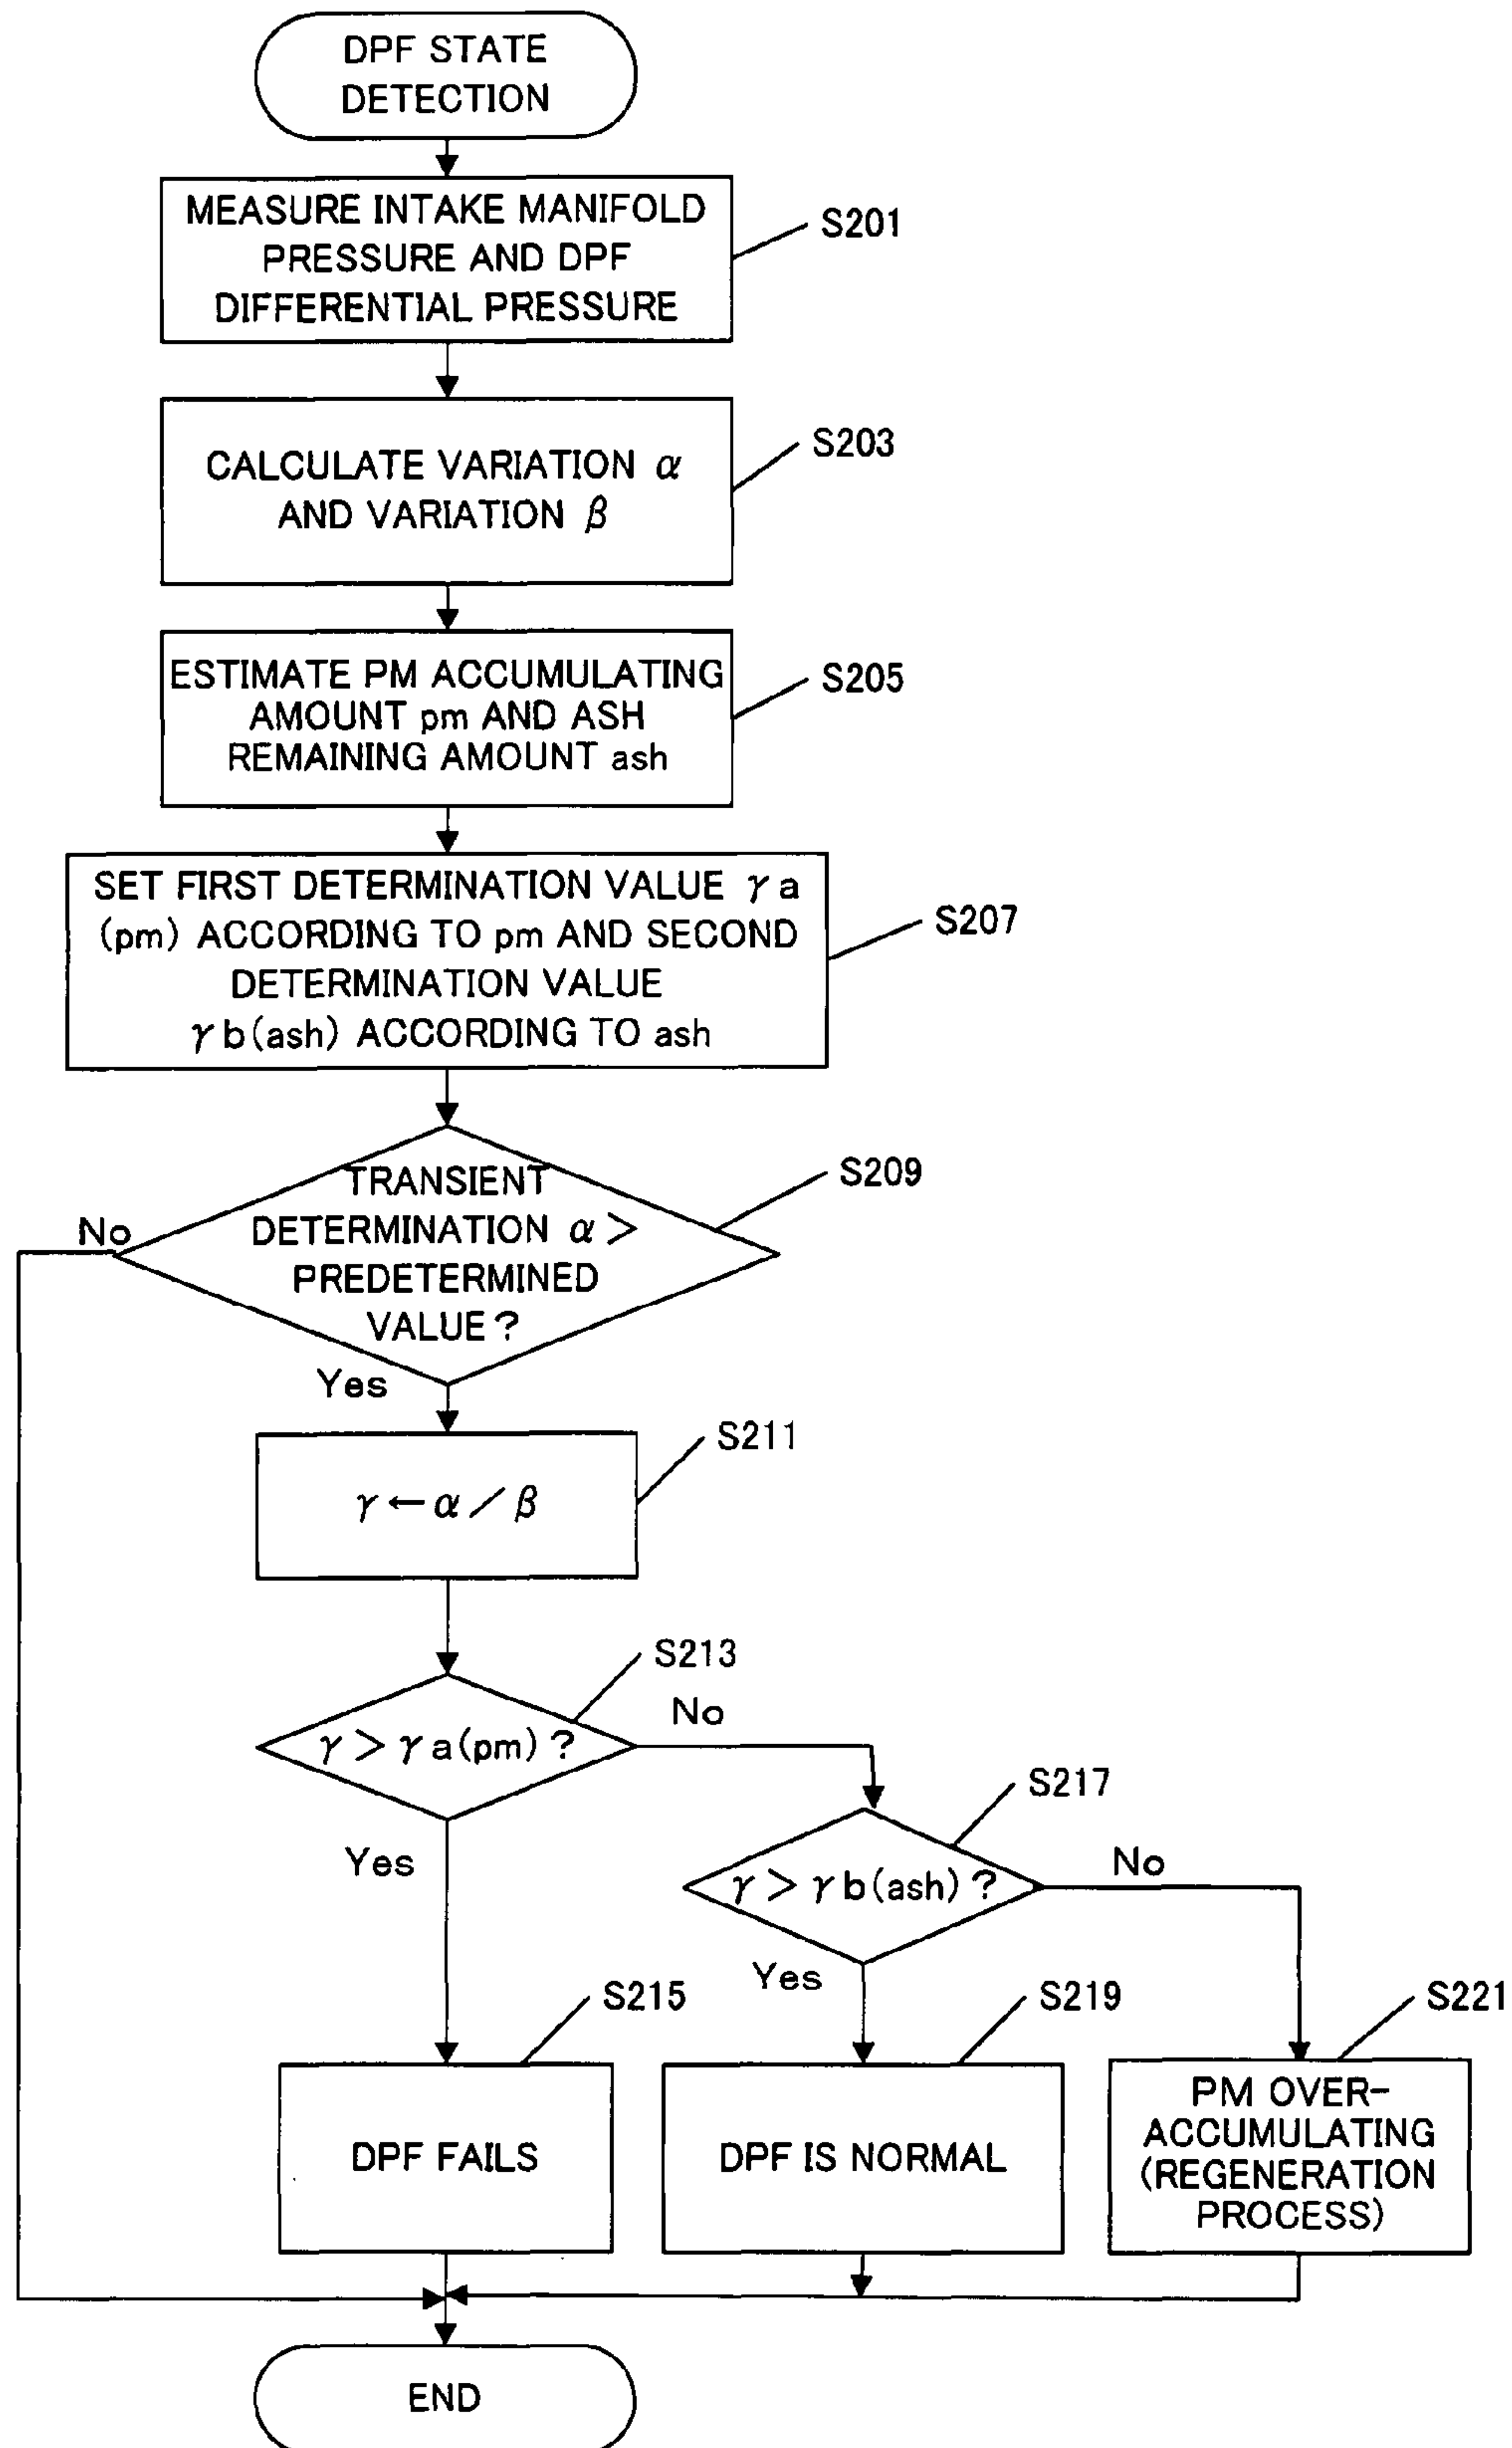 DPF STATE
DETECTION
MEASURE INTAKE MANIFOLD
PRESSURE AND DPF
DIFFERENTIAL PRESSURE
S201
CALCULATE VARIATION α
AND VARIATION β
S203
ESTIMATE PM ACCUMULATING
AMOUNT pm AND ASH
REMAINING AMOUNT ash
S205
SET FIRST DETERMINATION VALUE γa
(pm) ACCORDING TO pm AND SECOND
DETERMINATION VALUE
γb(ash) ACCORDING TO ash
S207
TRANSIENT
DETERMINATION α>
PREDETERMINED
VALUE?
S209
No
Yes
γ←α/β
S211
γ>γa(pm)?
S213
No
Yes
γ>γb(ash)?
S217
No
Yes
DPF FAILS
S215
DPF IS NORMAL
S219
PM OVER-
ACCUMULATING
(REGENERATION
PROCESS)
S221
END